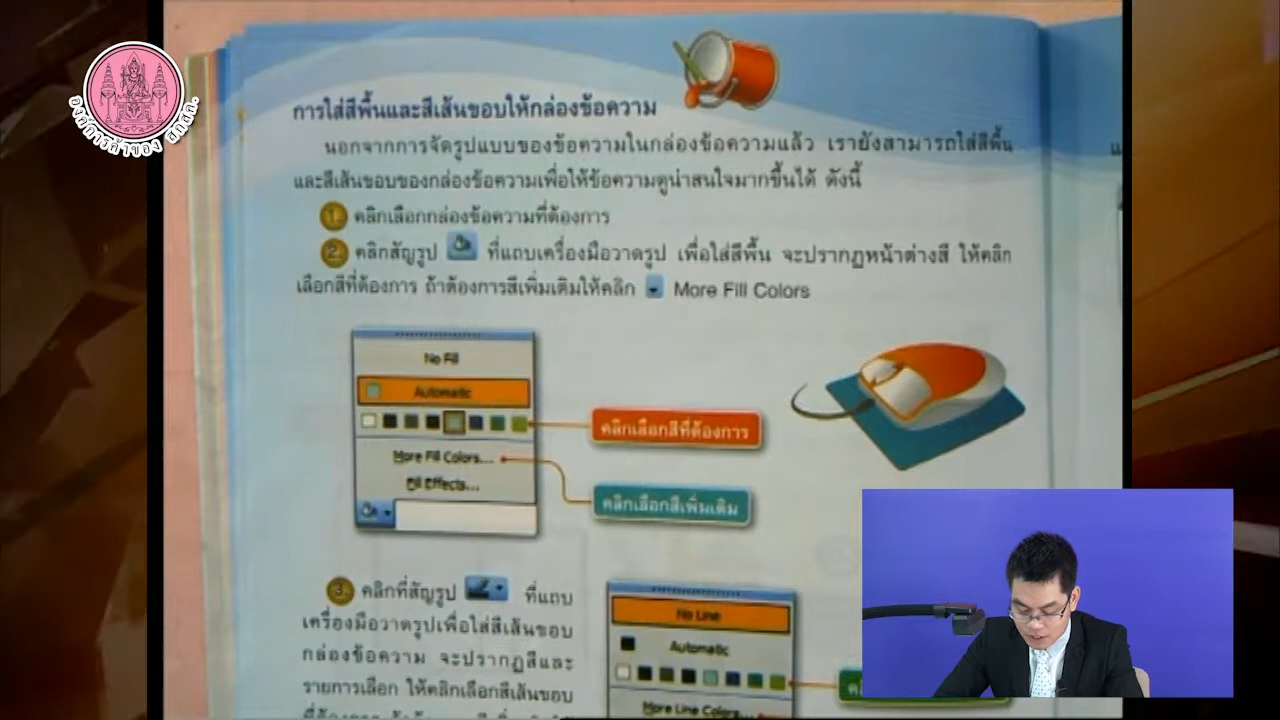 องค์การค้าของ สกสค.
การใส่สีพื้นและสีเส้นขอบให้กล่องข้อความ
นอกจากการจัดรูปแบบของข้อความในกล่องข้อความแล้ว เรายังสามารถใส่สีพื้น
และสีเส้นขอบของกล่องข้อความเพื่อให้ข้อความดูน่าสนใจมากขึ้นได้ ดังนี้
1. คลิกเลือกกล่องข้อความที่ต้องการ
2. คลิกสัญรูป ที่แถบเครื่องมือวาดรูป เพื่อใส่สีพื้น จะปรากฏหน้าต่างสี ให้คลิก
เลือกสีที่ต้องการ ถ้าต้องการสีเพิ่มเติมให้คลิก More Fill Colors
No Fill
Automatic
คลิกเลือกสีที่ต้องการ
More Fill Colors...
Fill Effects...
คลิกเลือกสีเพิ่มเติม
3. คลิกที่สัญรูป ที่แถบ
เครื่องมือวาดรูปเพื่อใส่สีเส้นขอบ
กล่องข้อความ จะปรากฏสีและ
รายการเลือก ให้คลิกเลือกสีเส้นขอบ
No Line
Automatic
More Line Colors...